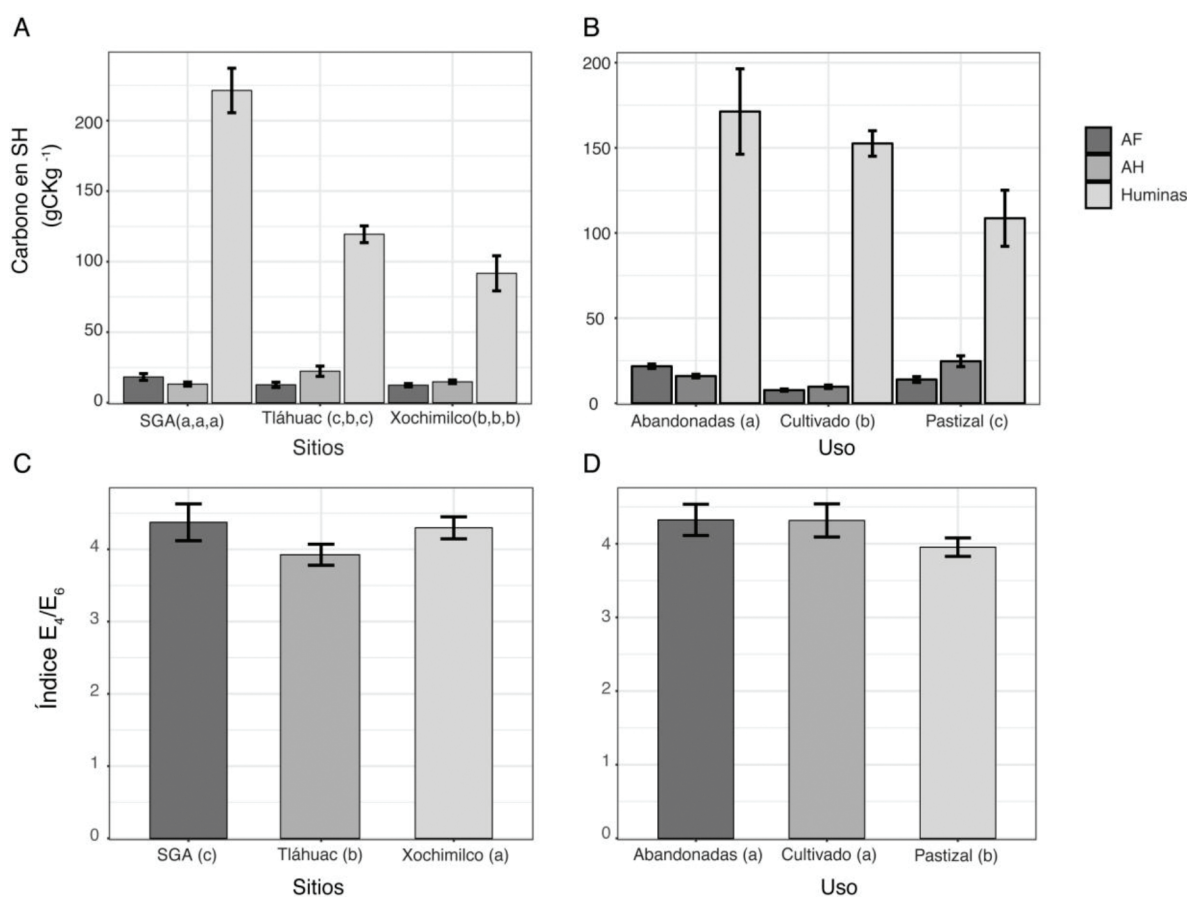 A
Carbono en SH
(gCKg ⁻¹)
200
150
100
50
0
SGA(a,a,a)
Tláhuac (c,b,c)
Xochimilco(b,b,b)
Sitios
B
200
150
100
50
0
Abandonadas (a)
Cultivado (b)
Pastizal (c)
Uso
AF
AH
Huminas
C
Índice E₄/E₆
4
3
2
1
0
SGA (c)
Tláhuac (b)
Xochimilco (a)
Sitios
D
4
3
2
1
0
Abandonadas (a)
Cultivado (a)
Pastizal (b)
Uso